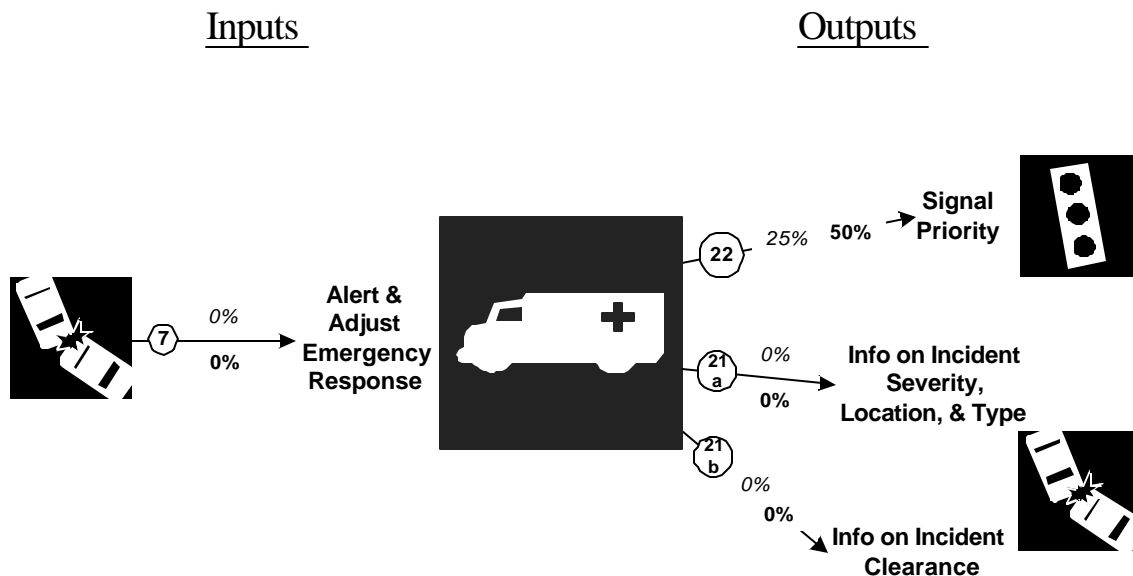 Inputs
Outputs
7
0%
0%
Alert &
Adjust
Emergency
Response
22
25%
50%
Signal
Priority
21
a
0%
0%
Info on Incident
Severity,
Location, & Type
21
b
0%
0%
Info on Incident
Clearance